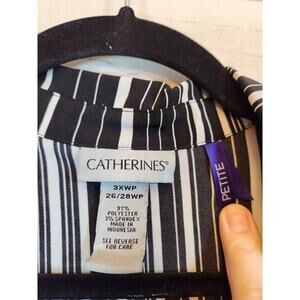 CATHERINES®
3XWP
26/28WP
97%
POLYESTER
3% SPANDEX
MADE IN
INDONESIA
SEE REVERSE
FOR CARE
PETITE